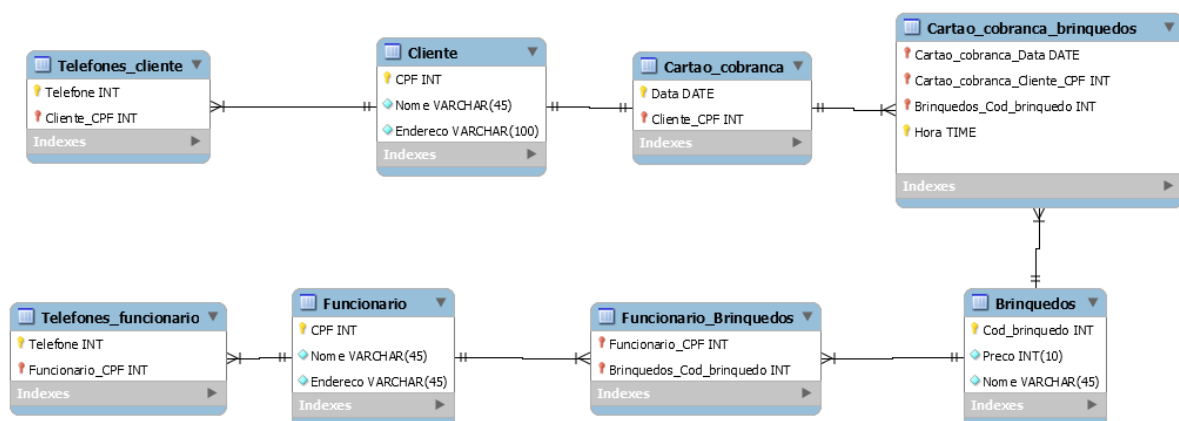 Telefones_cliente
Telefone INT
Cliente_CPF INT
Indexes
Cliente
CPF INT
Nome VARCHAR(45)
Endereco VARCHAR(100)
Indexes
Cartao_cobranca
Data DATE
Cliente_CPF INT
Indexes
Cartao_cobranca_brinquedos
Cartao_cobranca_Data DATE
Cartao_cobranca_Cliente_CPF INT
Brinquedos_Cod_brinquedo INT
Hora TIME
Indexes
Telefones_funcionario
Telefone INT
Funcionario_CPF INT
Indexes
Funcionario
CPF INT
Nome VARCHAR(45)
Endereco VARCHAR(45)
Indexes
Funcionario_Brinquedos
Funcionario_CPF INT
Brinquedos_Cod_brinquedo INT
Indexes
Brinquedos
Cod_brinquedo INT
Preco INT(10)
Nome VARCHAR(45)
Indexes